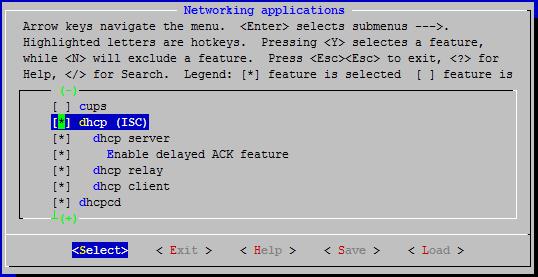 Networking applications
Arrow keys navigate the menu.  <Enter> selects submenus --->.
Highlighted letters are hotkeys.  Pressing <Y> selectes a feature,
while <N> will exclude a feature.  Press <Esc><Esc> to exit, <?> for
Help, </> for Search.  Legend: [*] feature is selected  [ ] feature is
(-)
[ ] cups
[*] dhcp (ISC)
[*]   dhcp server
[*]     Enable delayed ACK feature
[*]   dhcp relay
[*]   dhcp client
[*] dhcpcd
(+)
<Select>    < Exit >    < Help >    < Save >    < Load >